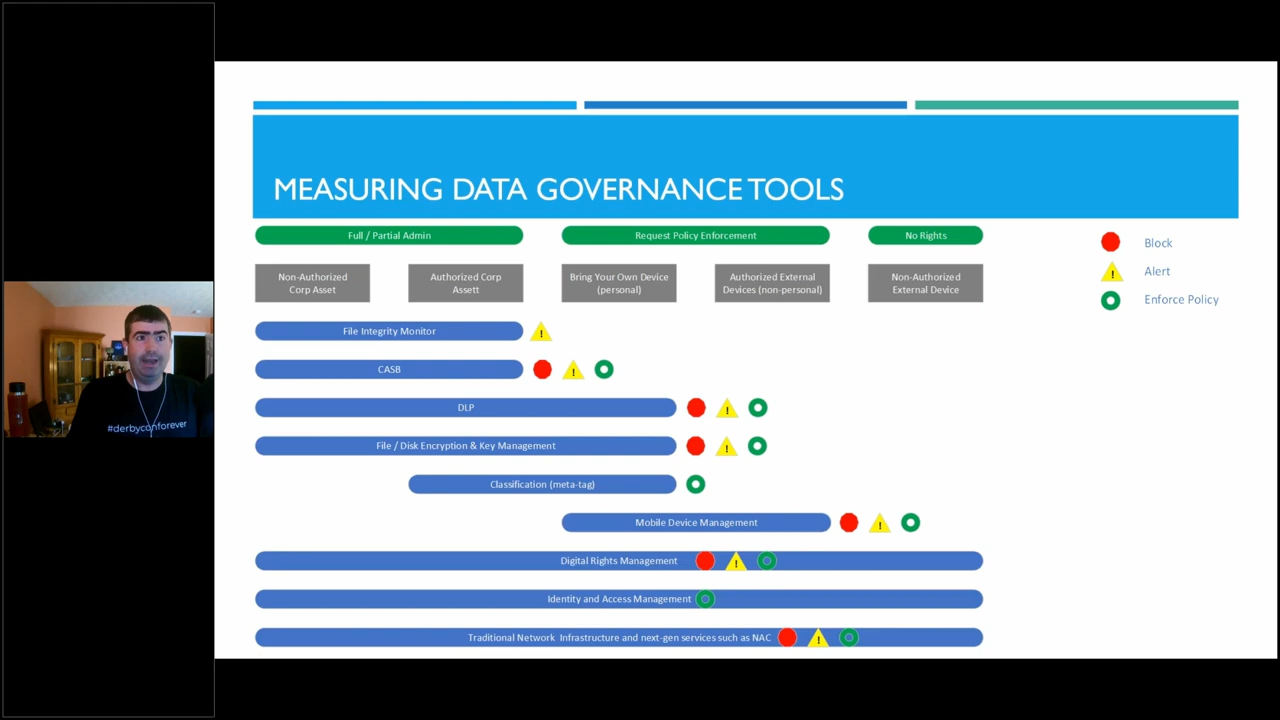 MEASURING DATA GOVERNANCE TOOLS
Full / Partial Admin
Request Policy Enforcement
No Rights
Non-Authorized
Corp Asset
Authorized Corp
Assett
Bring Your Own Device
(personal)
Authorized External
Devices (non-personal)
Non-Authorized
External Device
Block
Alert
Enforce Policy
File Integrity Monitor
CASB
DLP
File / Disk Encryption & Key Management
Classification (meta-tag)
Mobile Device Management
Digital Rights Management
Identity and Access Management
Traditional Network Infrastructure and next-gen services such as NAC
#derbyconforever